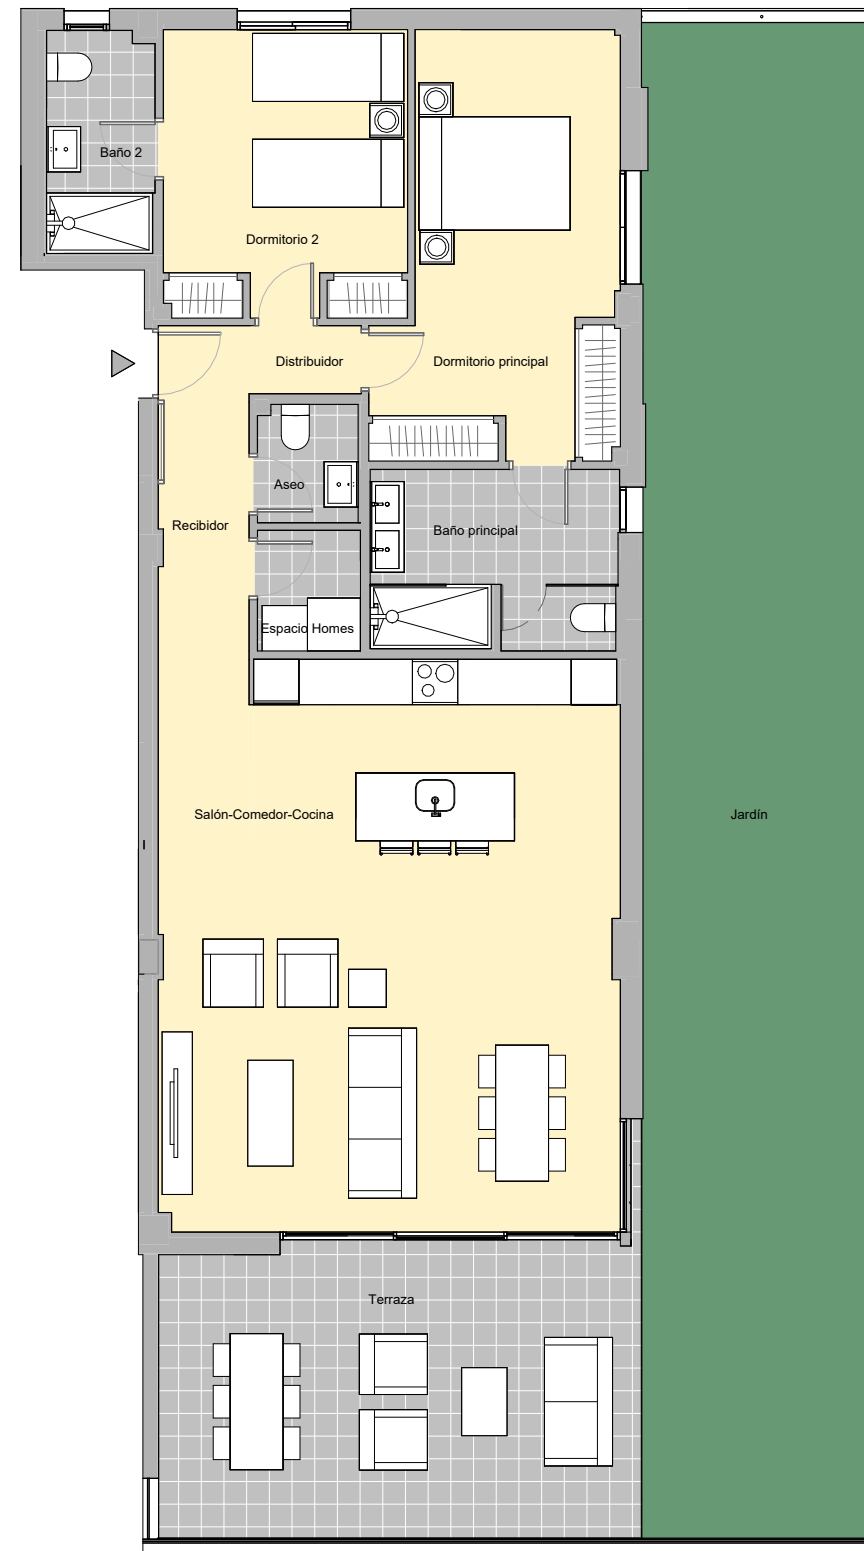 Baño 2
Dormitorio 2
Distribuidor
Dormitorio principal
Aseo
Recibidor
Baño principal
Espacio Homes
Salón-Comedor-Cocina
Jardín
Terraza